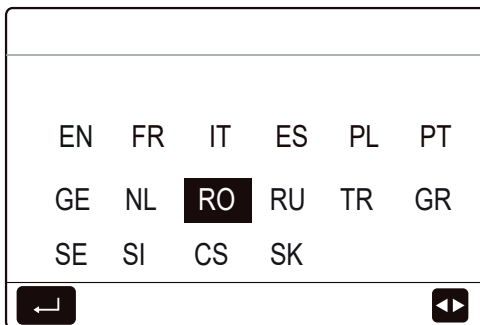 EN FR IT ES PL PT
GE NL RO RU TR GR
SE SI CS SK